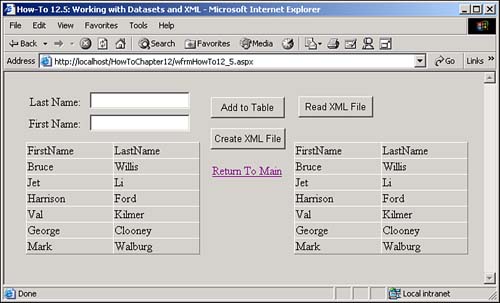 How-To 12.5: Working with Datasets and XML - Microsoft Internet Explorer
File Edit View Favorites Tools Help
Back Search Favorites Media
Address http://localhost/HowToChapter12/wfrmHowTo12_5.aspx Go Links »
Last Name: Add to Table Read XML File
First Name:
Create XML File
FirstName LastName FirstName LastName
Bruce Willis Return To Main Bruce Willis
Jet Li Jet Li
Harrison Ford Harrison Ford
Val Kilmer Val Kilmer
George Clooney George Clooney
Mark Walburg Mark Walburg
Done Local intranet